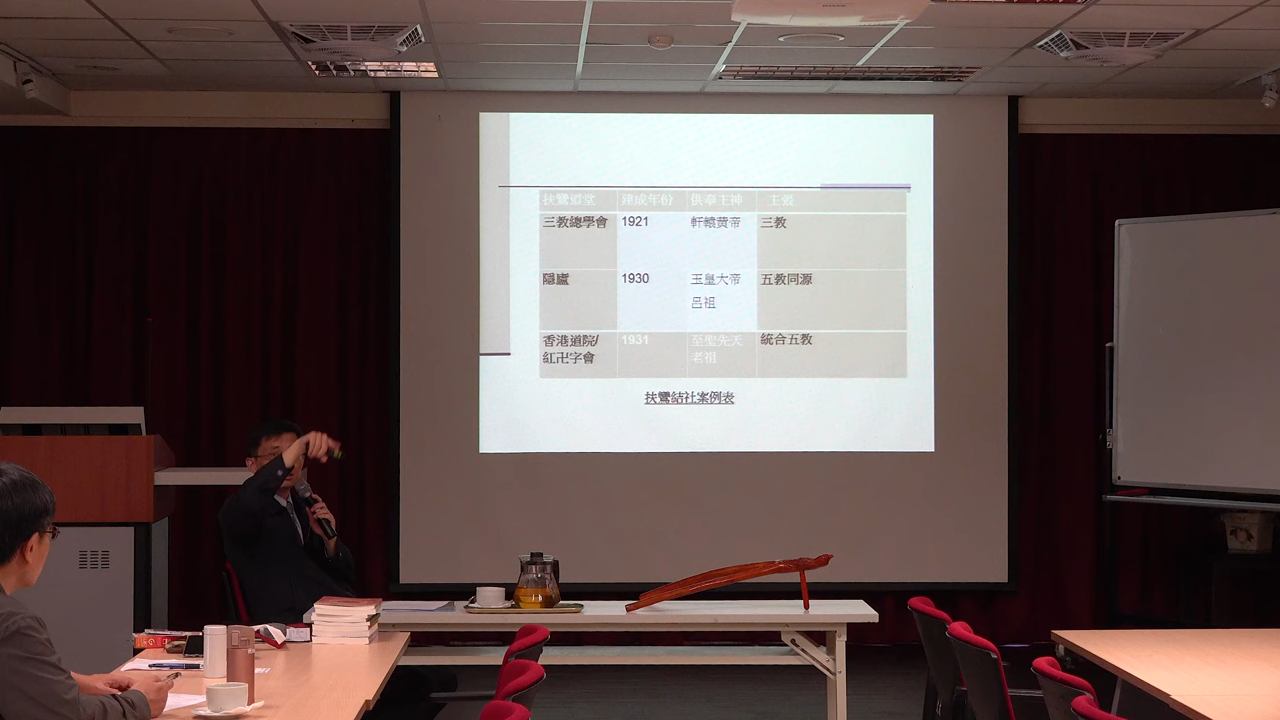 扶鸞道堂 建成年份 供奉主神 主張
三教總學會 1921 軒轅黃帝 三教
隱廬 1930 玉皇大帝 五教同源
呂祖
香港道院/ 1931 至聖先天 統合五教
紅卍字會 老祖
扶鸞結社案例表